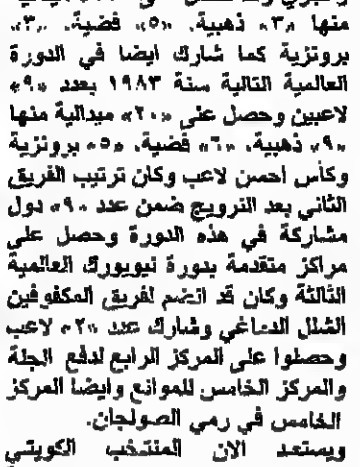 منها «٣» ذهبية، «٥» فضية، «٣»
برونزية كما شارك ايضا في الدورة
العالمية التالية سنة ١٩٨٣ بعدد «٩»
لاعبين وحصل على «٢٠» ميدالية منها
«٩» ذهبية، «٦» فضية، «٥» برونزية
وكأس احسن لاعب وكان ترتيب الفريق
الثاني بعد النرويج ضمن عدد «٩» دول
مشاركة في هذه الدورة وحصل على
مراكز متقدمة بدورة نيويورك العالمية
الثالثة وكان قد انضم لفريق المكفوفين
الشلل الدماغي وشارك عدد «٢» لاعب
وحصلوا على المركز الرابع لدفع الجلة
والمركز الخامس للموانع وايضا المركز
الخامس في رمي الصولجان.
ويستعد الان المنتخب الكويتي